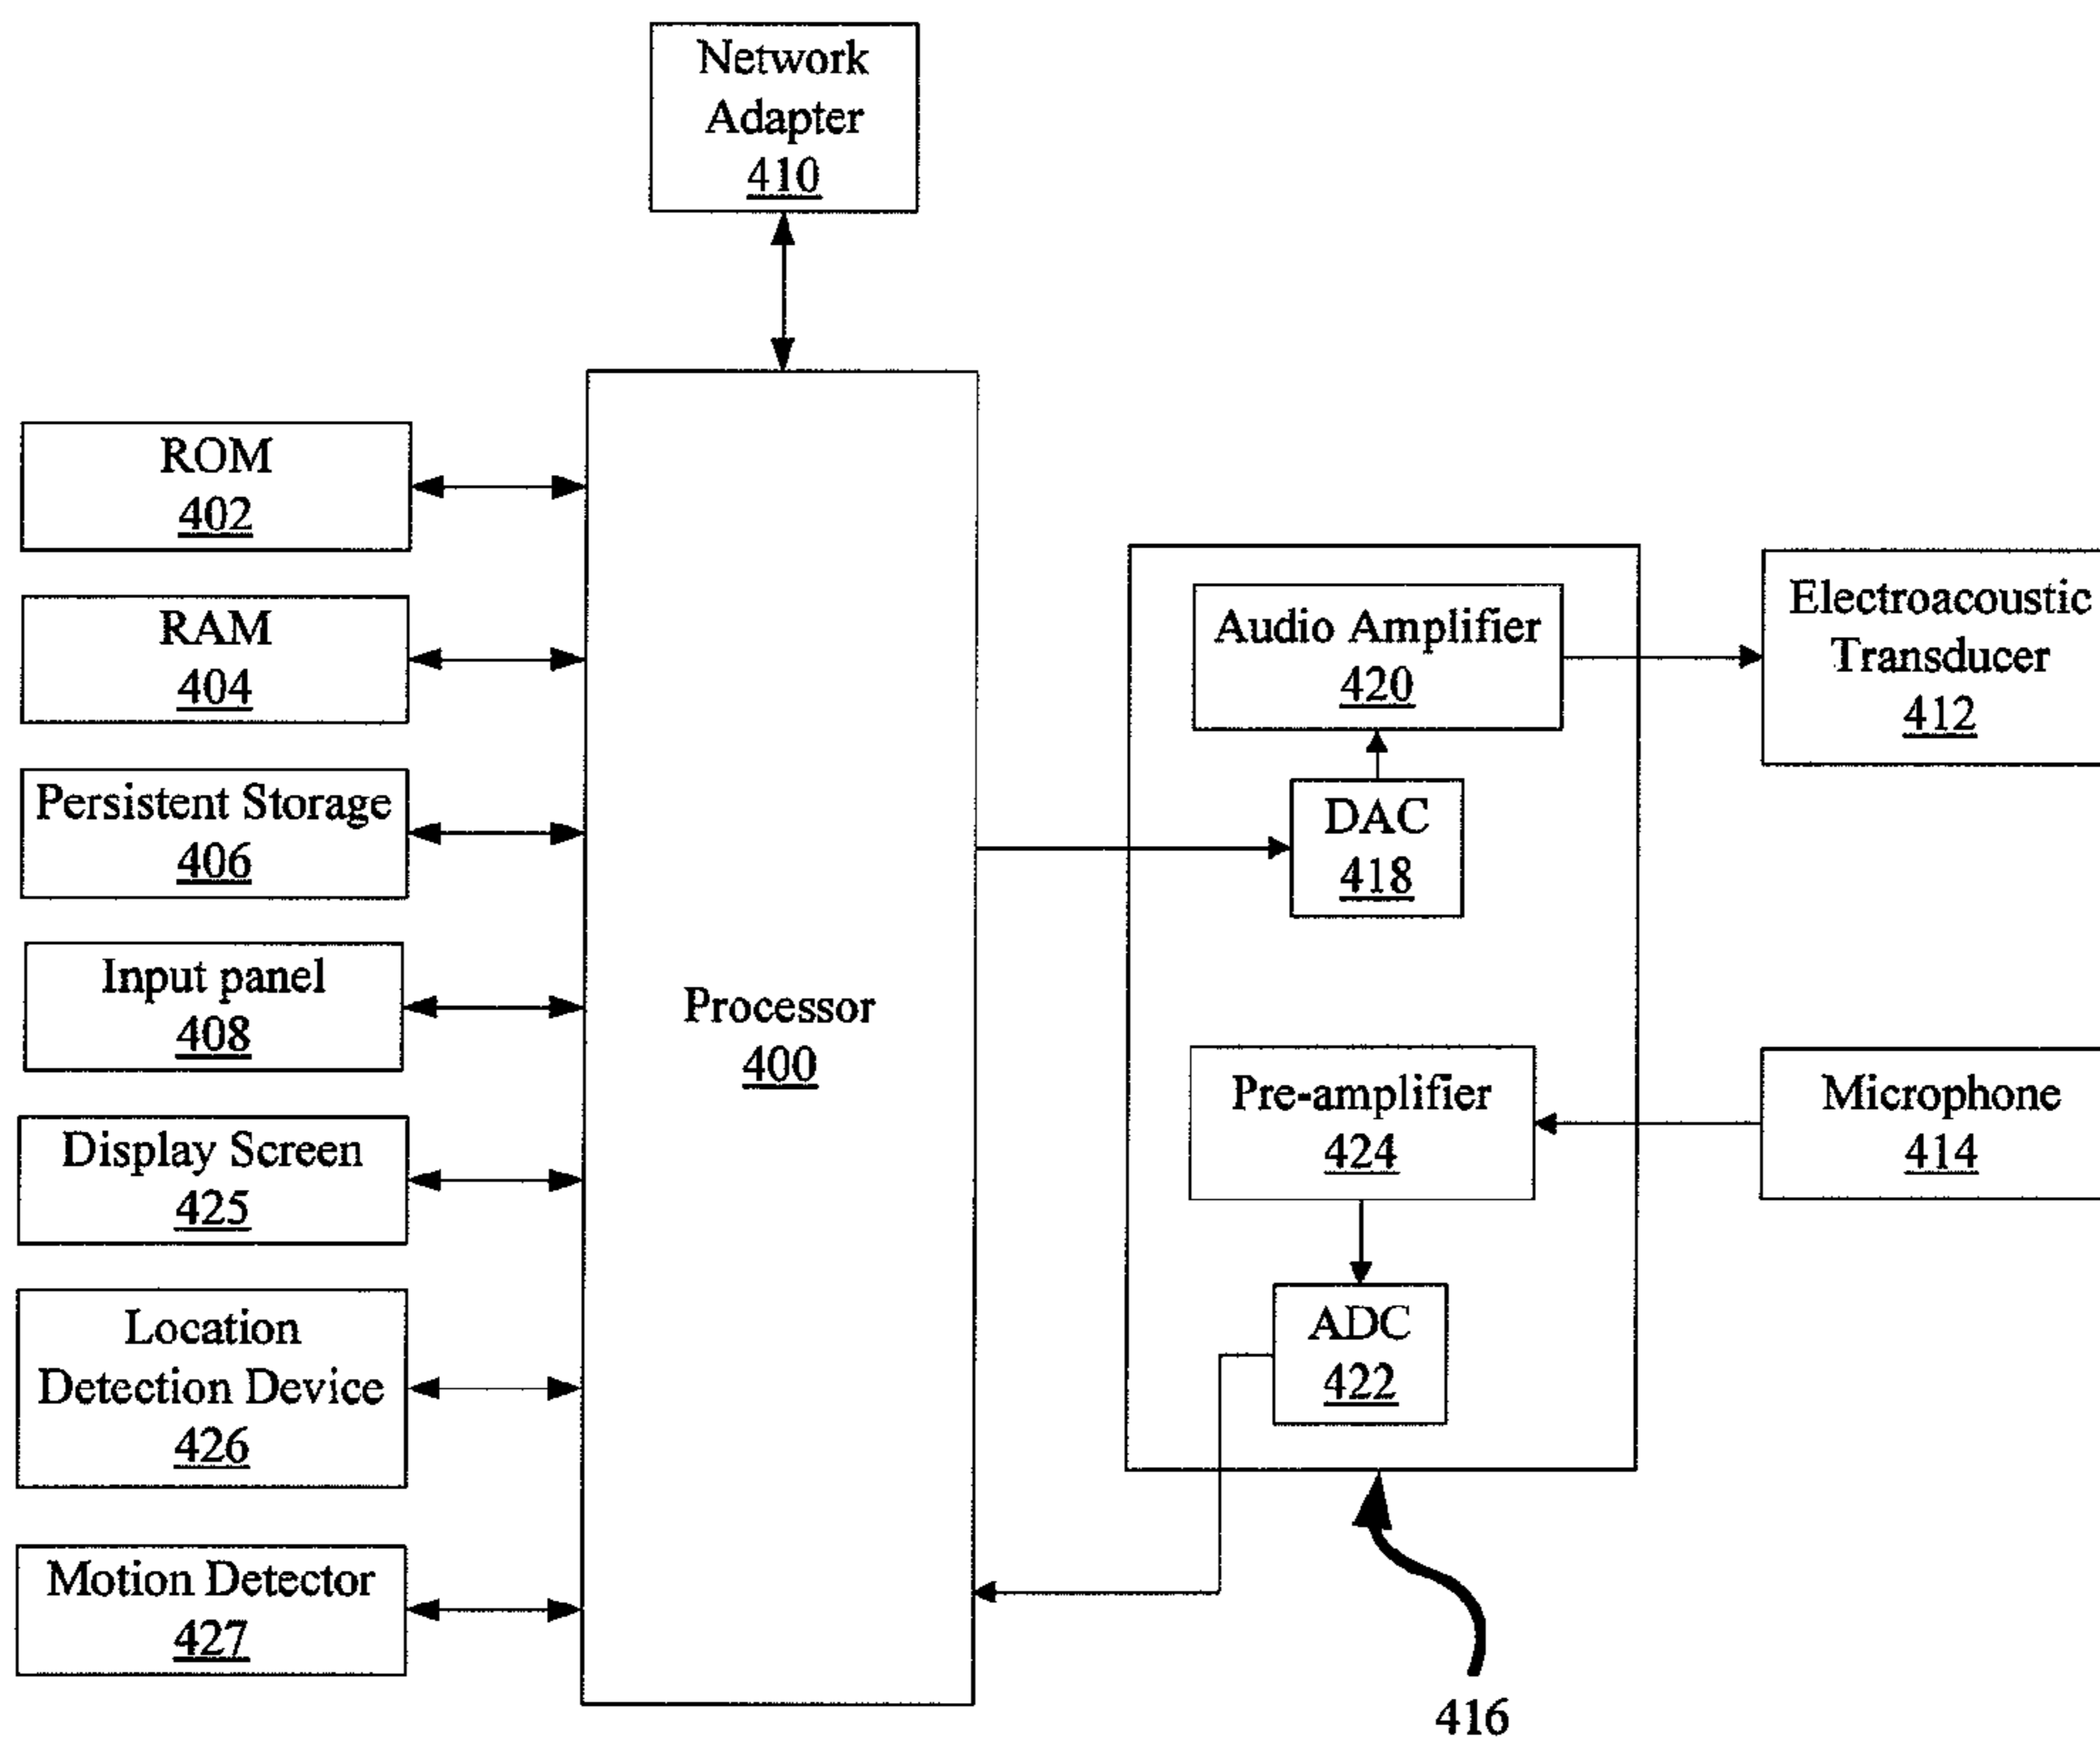 Network
Adapter
410
ROM
402
RAM
404
Persistent Storage
406
Input panel
408
Display Screen
425
Location
Detection Device
426
Motion Detector
427
Processor
400
Audio Amplifier
420
DAC
418
Pre-amplifier
424
ADC
422
Electroacoustic
Transducer
412
Microphone
414
416